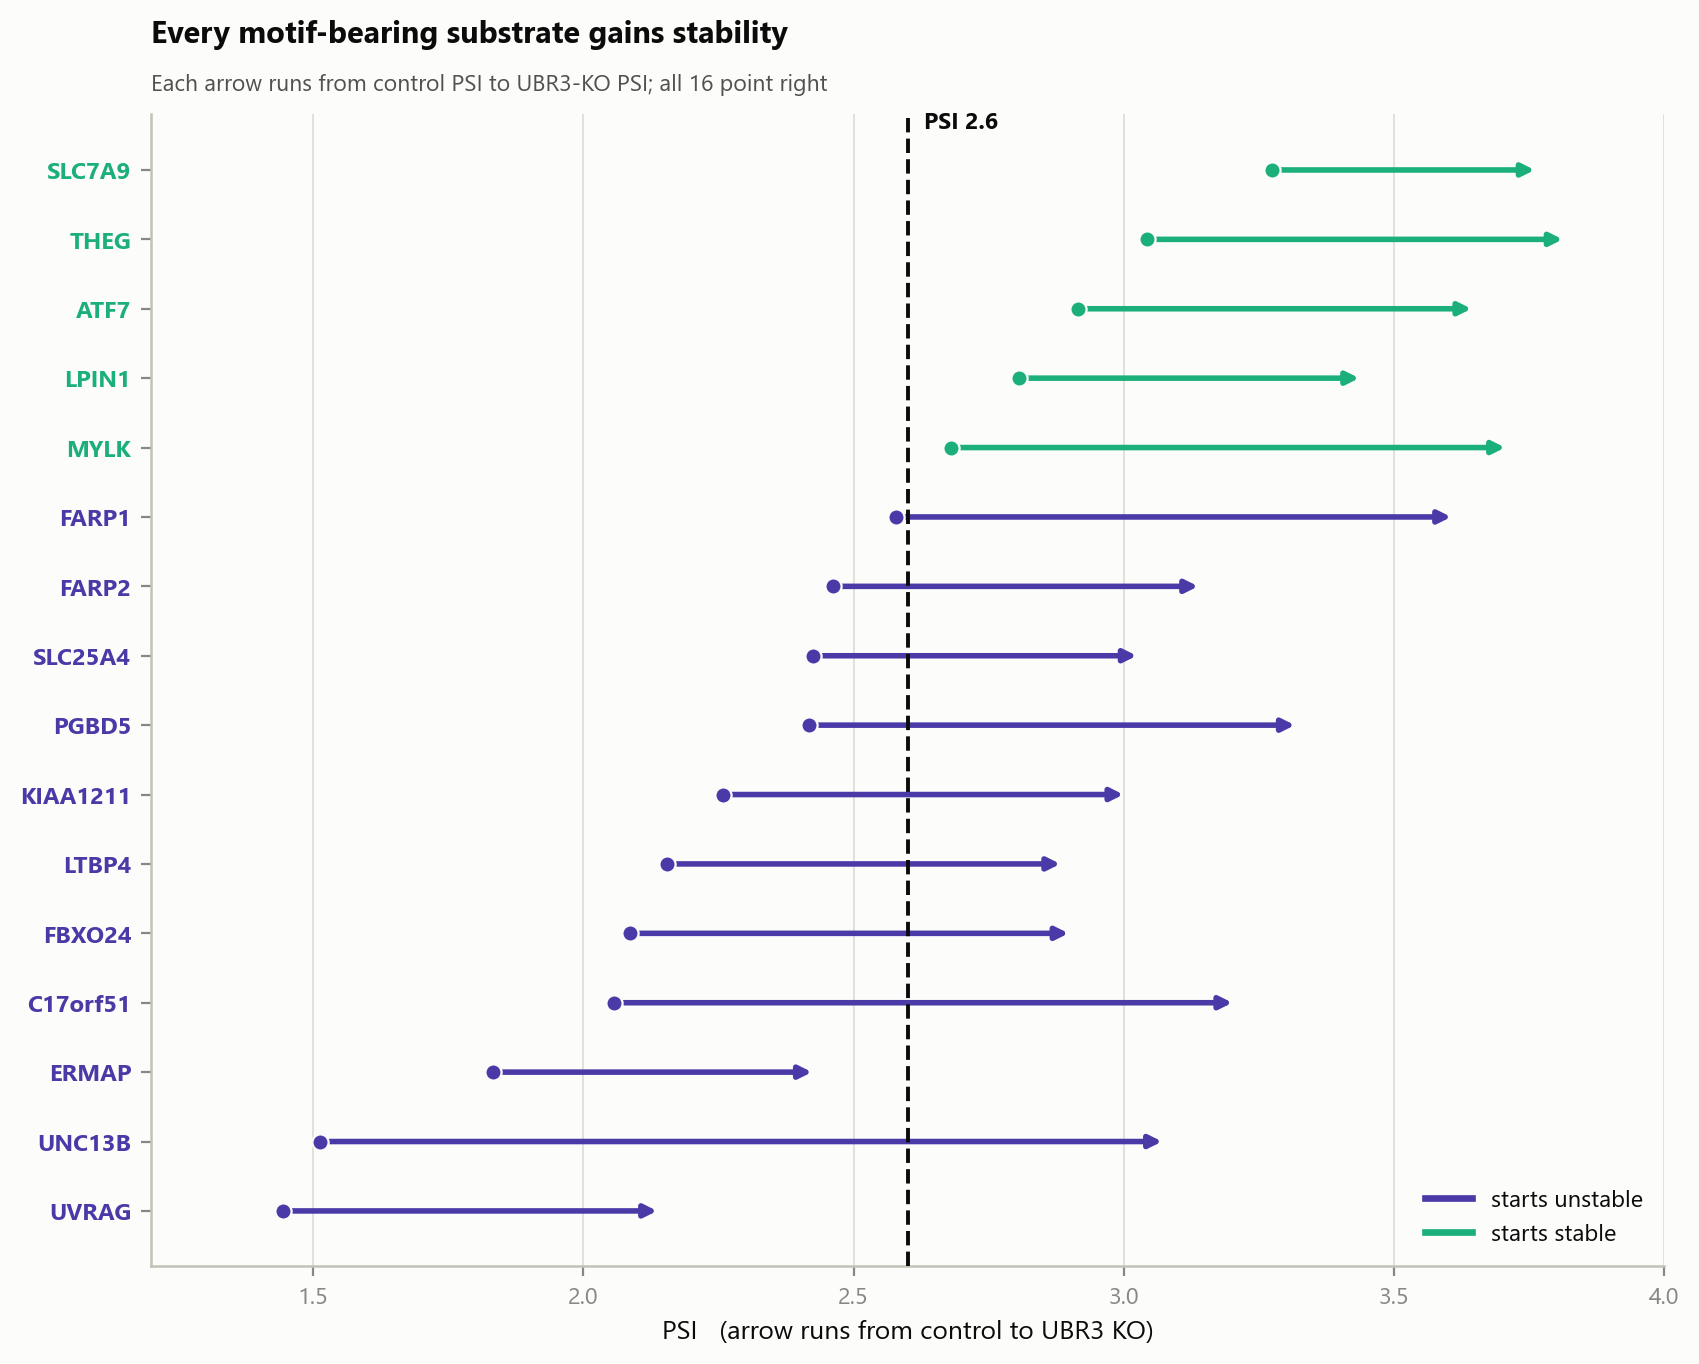 Every motif-bearing substrate gains stability
Each arrow runs from control PSI to UBR3-KO PSI; all 16 point right
PSI 2.6
SLC7A9
THEG
ATF7
LPIN1
MYLK
FARP1
FARP2
SLC25A4
PGBD5
KIAA1211
LTBP4
FBXO24
C17orf51
ERMAP
UNC13B
UVRAG
starts unstable
starts stable
1.5 2.0 2.5 3.0 3.5 4.0
PSI (arrow runs from control to UBR3 KO)